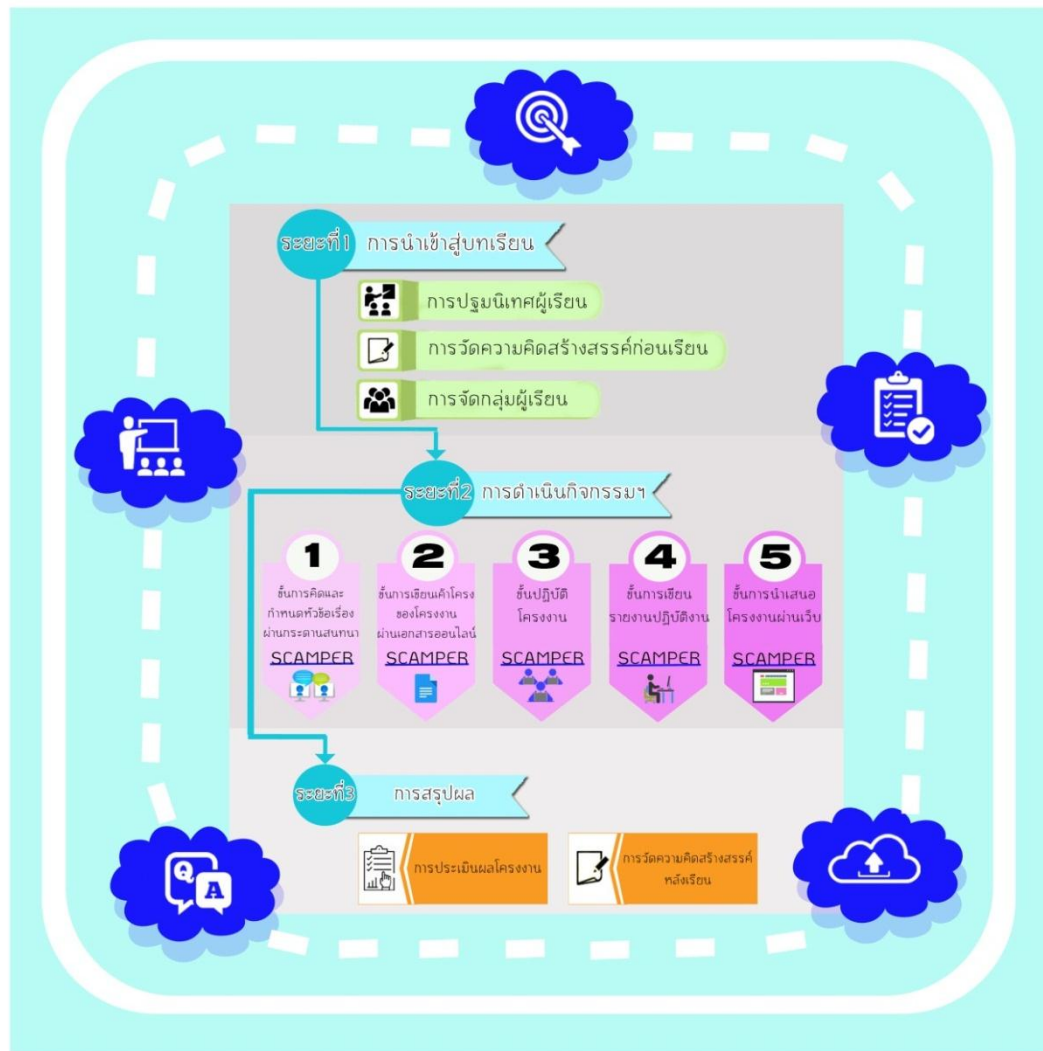 ระยะที่1
การนำเข้าสู่บทเรียน
การปฐมนิเทศผู้เรียน
การวัดความคิดสร้างสรรค์ก่อนเรียน
การจัดกลุ่มผู้เรียน
ระยะที่2
การดำเนินกิจกรรมฯ
1
ขั้นการคิดและ
กำหนดหัวข้อเรื่อง
ผ่านกระดานสนทนา
SCAMPER
2
ขั้นการเขียนเค้าโครง
ของโครงงาน
ผ่านเอกสารออนไลน์
SCAMPER
3
ขั้นปฏิบัติ
โครงงาน
SCAMPER
4
ขั้นการเขียน
รายงานปฏิบัติงาน
SCAMPER
5
ขั้นการนำเสนอ
โครงงานผ่านเว็บ
SCAMPER
ระยะที่3
การสรุปผล
การประเมินผลโครงงาน
การวัดความคิดสร้างสรรค์
หลังเรียน
Q
A